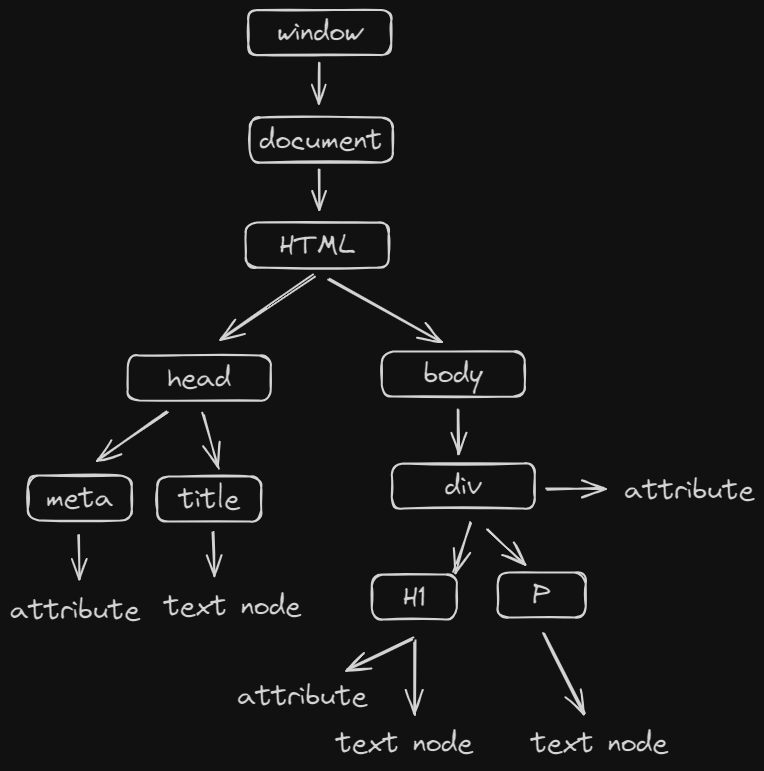 window
document
HTML
head
body
meta
title
div
attribute
attribute
text node
H1
P
attribute
text node
text node